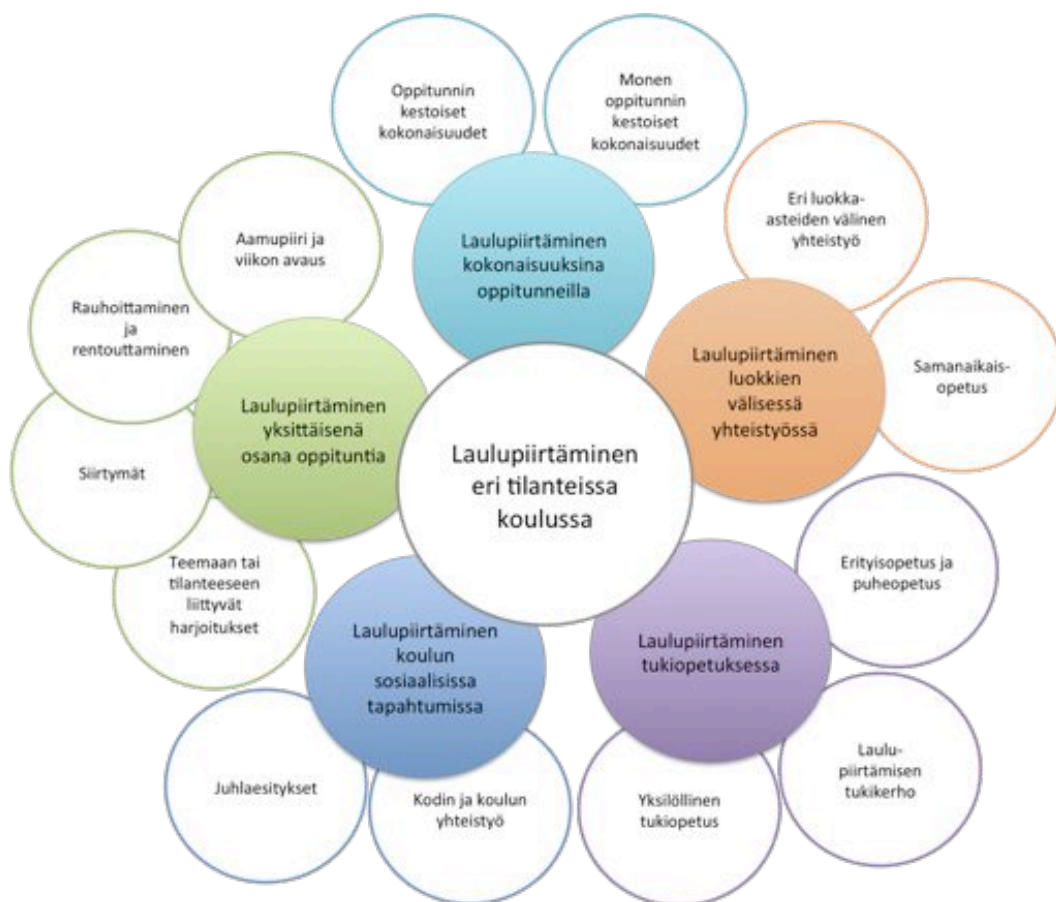 Oppitunnin
kestoiset
kokonaisuudet
Monen
oppitunnin
kestoiset
kokonaisuudet
Eri luokka-
asteiden välinen
yhteistyö
Aamupiiri ja
viikon avaus
Laulupiirtäminen
kokonaisuuksina
oppitunneilla
Rauhoittaminen
ja
rentouttaminen
Laulupiirtäminen
luokkien
välisessä
yhteistyössä
Samanaikais-
opetus
Laulupiirtäminen
yksittäisenä
osana oppituntia
Siirtymät
Laulupiirtäminen
eri tilanteissa
koulussa
Teemaan tai
tilanteeseen
liittyvät
harjoitukset
Erityisopetus ja
puheopetus
Laulupiirtäminen
koulun
sosiaalisissa
tapahtumissa
Laulupiirtäminen
tukiopetuksessa
Juhlaesitykset
Kodin ja koulun
yhteistyö
Yksilöllinen
tukiopetus
Laulu-
piirtämisen
tukikerho